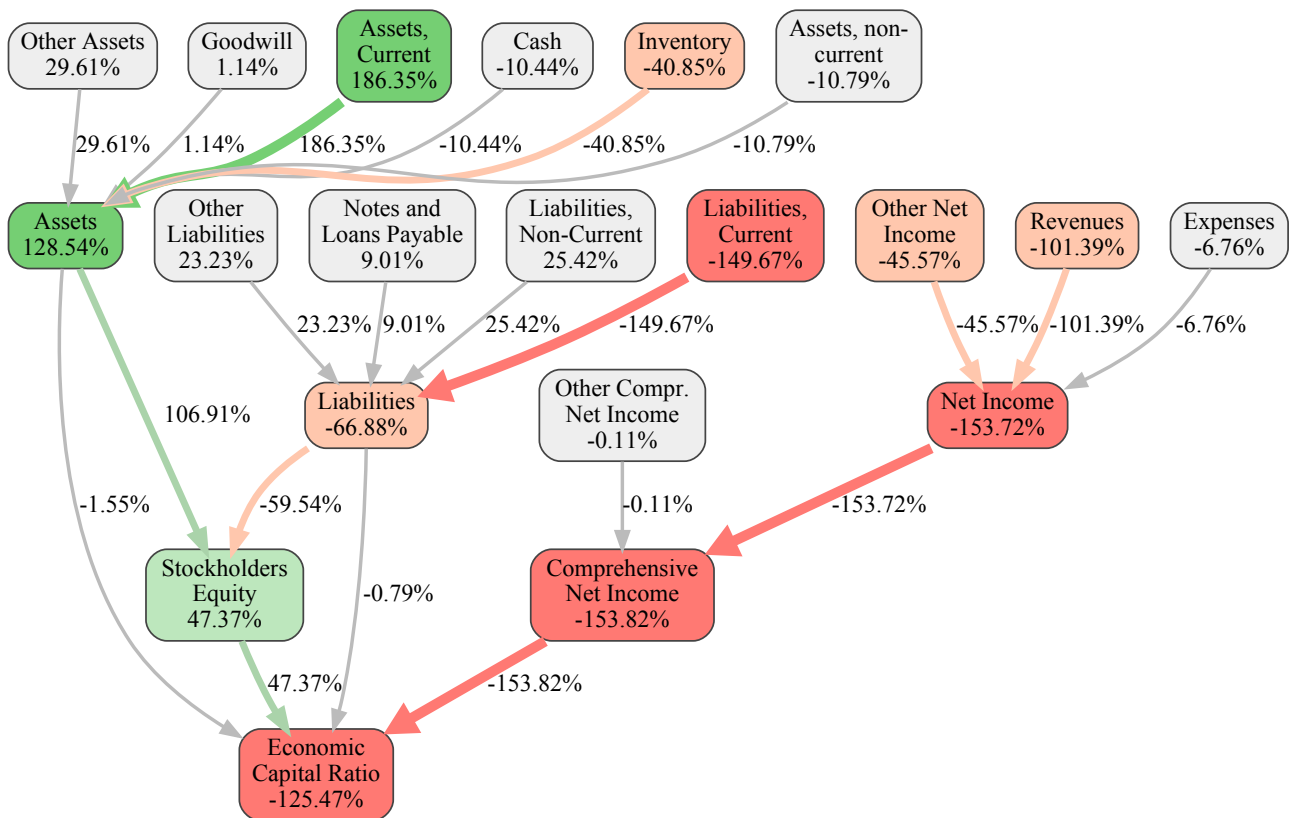 Other Assets
29.61%
Goodwill
1.14%
Assets,
Current
186.35%
Cash
-10.44%
Inventory
-40.85%
Assets, non-
current
-10.79%
29.61%
1.14%
186.35%
-10.44%
-40.85%
-10.79%
Assets
128.54%
Other
Liabilities
23.23%
Notes and
Loans Payable
9.01%
Liabilities,
Non-Current
25.42%
Liabilities,
Current
-149.67%
Other Net
Income
-45.57%
Revenues
-101.39%
Expenses
-6.76%
23.23%
9.01%
25.42%
-149.67%
-45.57%
-101.39%
-6.76%
106.91%
Liabilities
-66.88%
Other Compr.
Net Income
-0.11%
Net Income
-153.72%
-1.55%
-59.54%
-0.11%
-153.72%
Stockholders
Equity
47.37%
-0.79%
Comprehensive
Net Income
-153.82%
47.37%
-153.82%
Economic
Capital Ratio
-125.47%